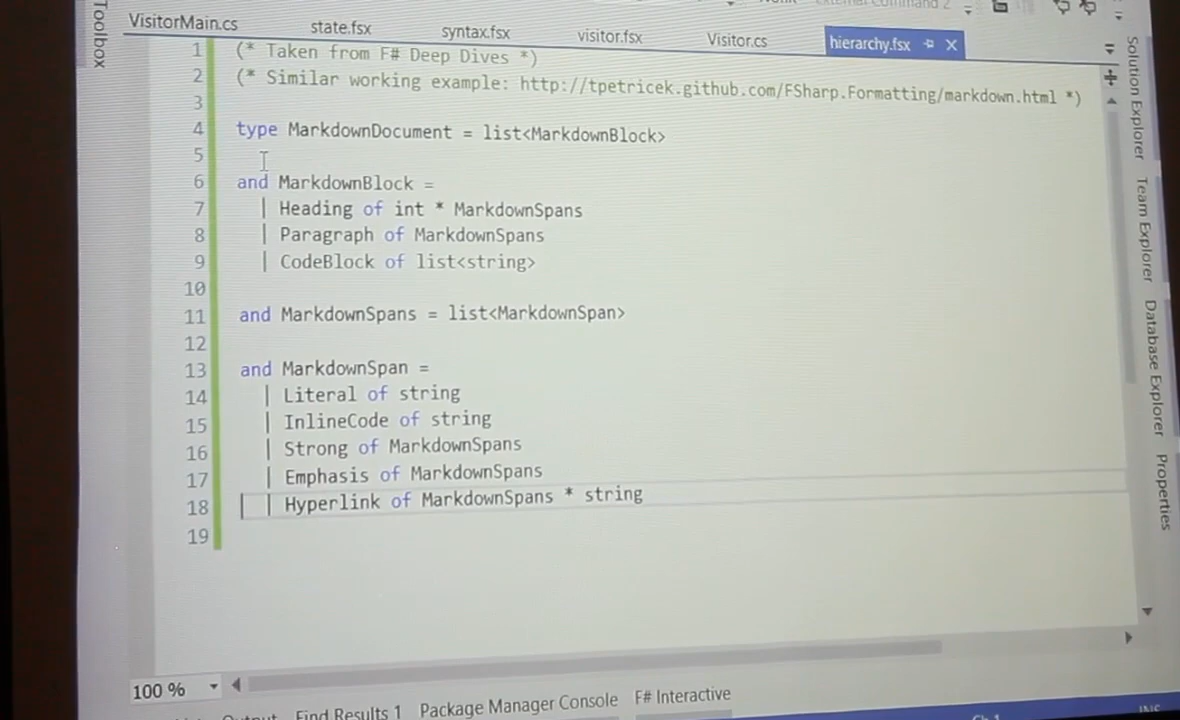 Toolbox
VisitorMain.cs state.fsx syntax.fsx visitor.fsx Visitor.cs hierarchy.fsx
1 (* Taken from F# Deep Dives *)
2 (* Similar working example: http://tpetricek.github.com/FSharp.Formatting/markdown.html *)
3
4 type MarkdownDocument = list<MarkdownBlock>
5
6 and MarkdownBlock =
7 | Heading of int * MarkdownSpans
8 | Paragraph of MarkdownSpans
9 | CodeBlock of list<string>
10
11 and MarkdownSpans = list<MarkdownSpan>
12
13 and MarkdownSpan =
14 | Literal of string
15 | InlineCode of string
16 | Strong of MarkdownSpans
17 | Emphasis of MarkdownSpans
18 | Hyperlink of MarkdownSpans * string
19
Solution Explorer
Team Explorer
Database Explorer
Properties
100 %
Output Find Results 1 Package Manager Console F# Interactive